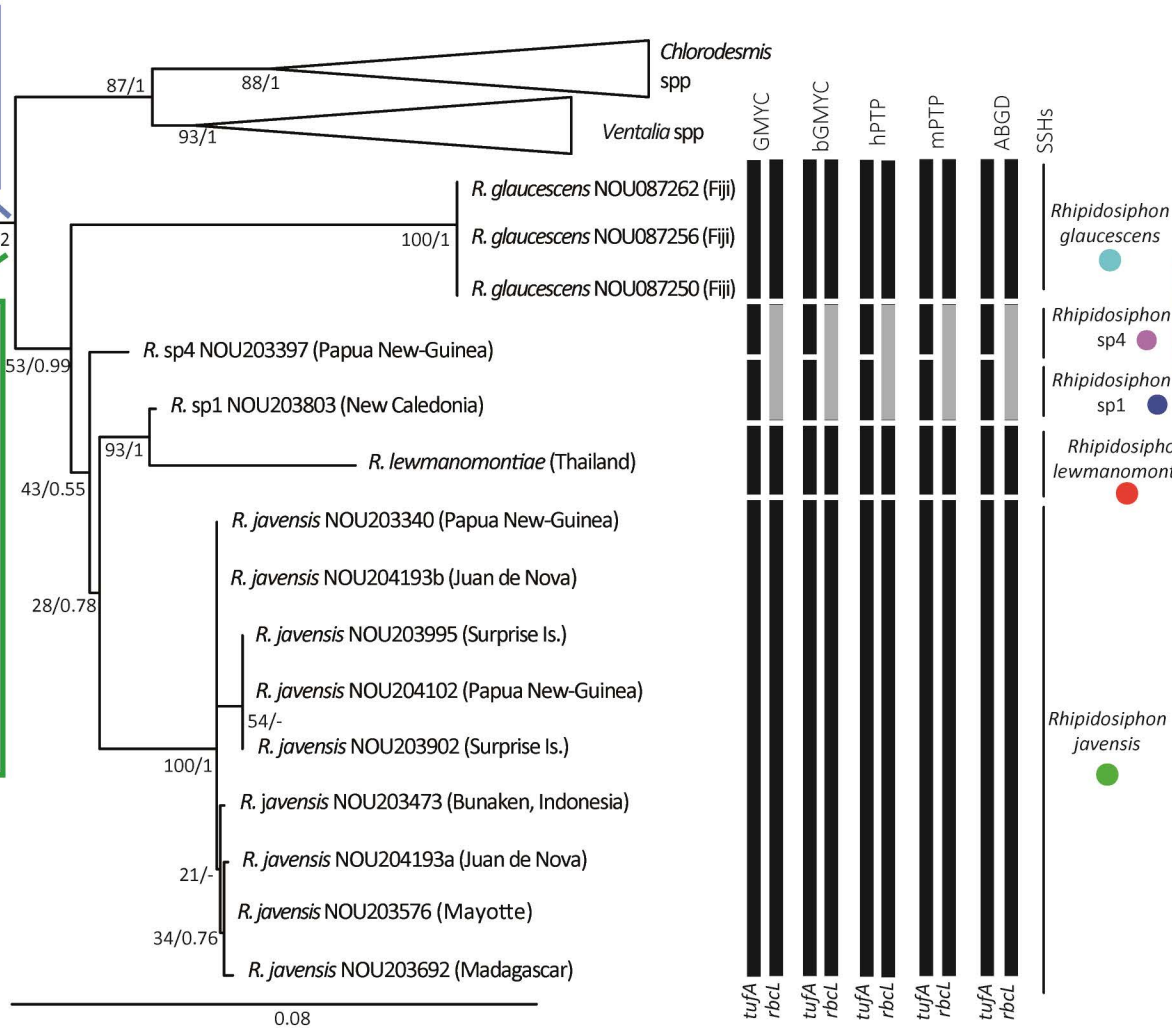 Chlorodesmis
spp
87/1
88/1
93/1
Ventalia spp
GMYC
bGMYC
hPTP
mPTP
ABGD
SSHs
R. glaucescens NOU087262 (Fiji)
R. glaucescens NOU087256 (Fiji)
R. glaucescens NOU087250 (Fiji)
100/1
2
Rhipidosiphon
glaucescens
53/0.99
R. sp4 NOU203397 (Papua New-Guinea)
Rhipidosiphon
sp4
R. sp1 NOU203803 (New Caledonia)
Rhipidosiphon
sp1
93/1
R. lewmanomontiae (Thailand)
Rhipidosipho
lewmanomont
43/0.55
R. javensis NOU203340 (Papua New-Guinea)
R. javensis NOU204193b (Juan de Nova)
28/0.78
R. javensis NOU203995 (Surprise Is.)
R. javensis NOU204102 (Papua New-Guinea)
54/-
R. javensis NOU203902 (Surprise Is.)
Rhipidosiphon
javensis
100/1
R. javensis NOU203473 (Bunaken, Indonesia)
R. javensis NOU204193a (Juan de Nova)
21/-
R. javensis NOU203576 (Mayotte)
34/0.76
R. javensis NOU203692 (Madagascar)
tufA
rbcL
tufA
rbcL
tufA
rbcL
tufA
rbcL
tufA
rbcL
0.08